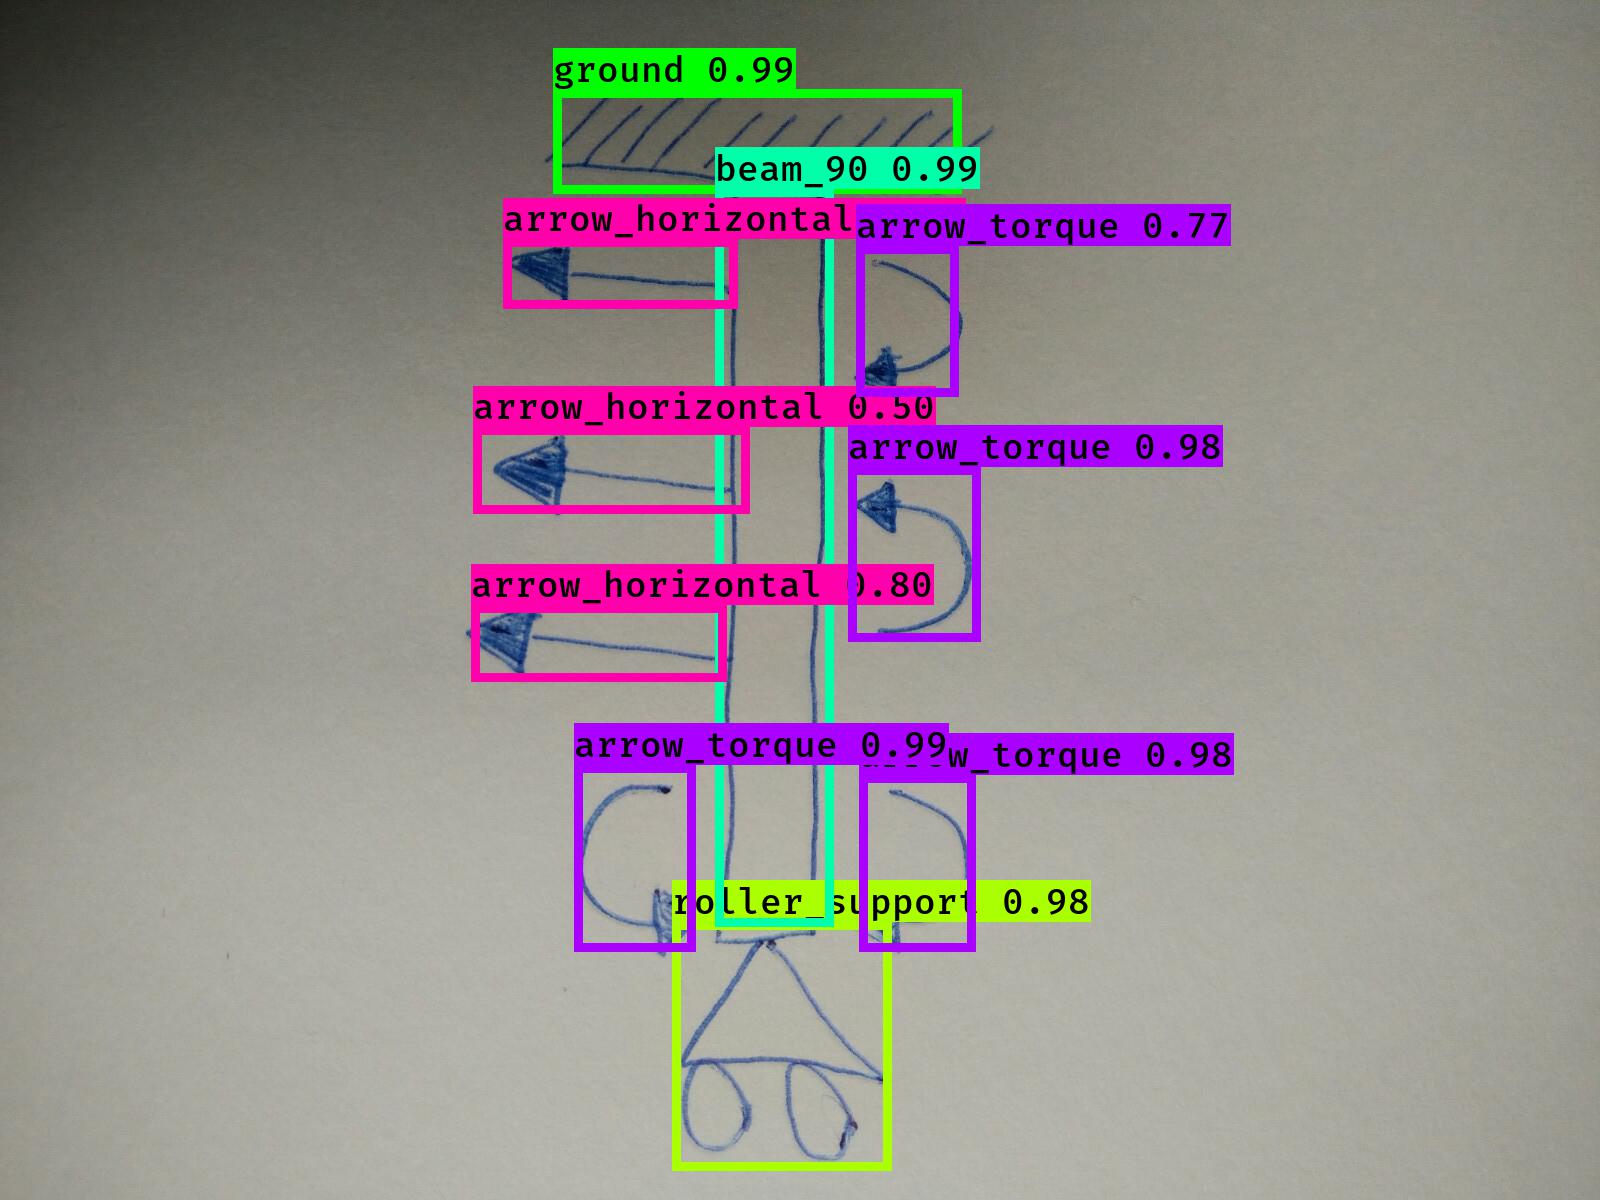 ground 0.99
beam_90 0.99
arrow_horizontal
arrow_torque 0.77
arrow_horizontal 0.50
arrow_torque 0.98
arrow_horizontal 0.80
arrow_torque 0.99
w_torque 0.98
roller_support 0.98